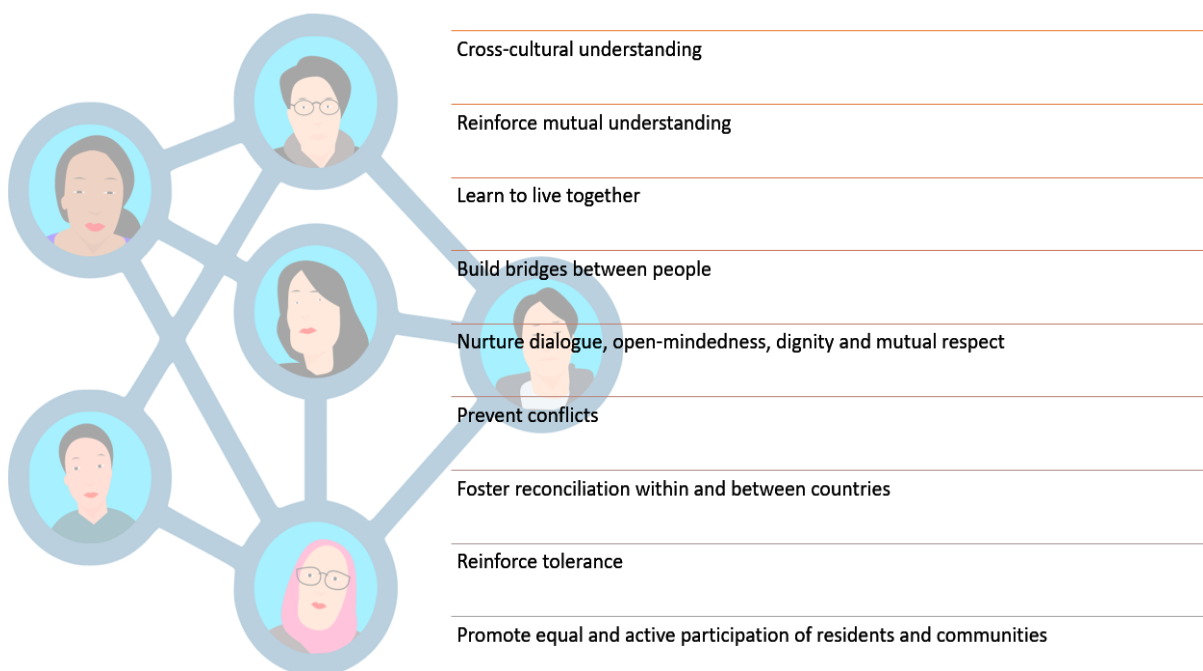 Cross-cultural understanding
Reinforce mutual understanding
Learn to live together
Build bridges between people
Nurture dialogue, open-mindedness, dignity and mutual respect
Prevent conflicts
Foster reconciliation within and between countries
Reinforce tolerance
Promote equal and active participation of residents and communities